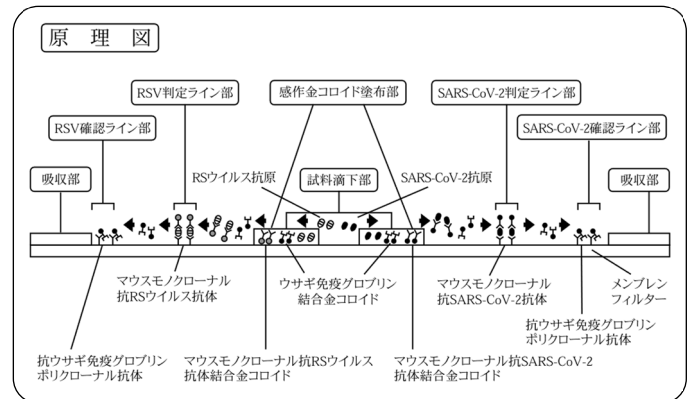 原 理 図
RSV判定ライン部
感作金コロイド塗布部
SARS-CoV-2判定ライン部
RSV確認ライン部
SARS-CoV-2確認ライン部
吸収部
RSウイルス抗原
試料滴下部
SARS-CoV-2抗原
吸収部
マウスモノクローナル
抗RSウイルス抗体
ウサギ免疫グロブリン
結合金コロイド
マウスモノクローナル
抗SARS-CoV-2抗体
メンブレン
フィルター
抗ウサギ免疫グロブリン
ポリクローナル抗体
抗ウサギ免疫グロブリン
ポリクローナル抗体
マウスモノクローナル抗RSウイルス
抗体結合金コロイド
マウスモノクローナル抗SARS-CoV-2
抗体結合金コロイド